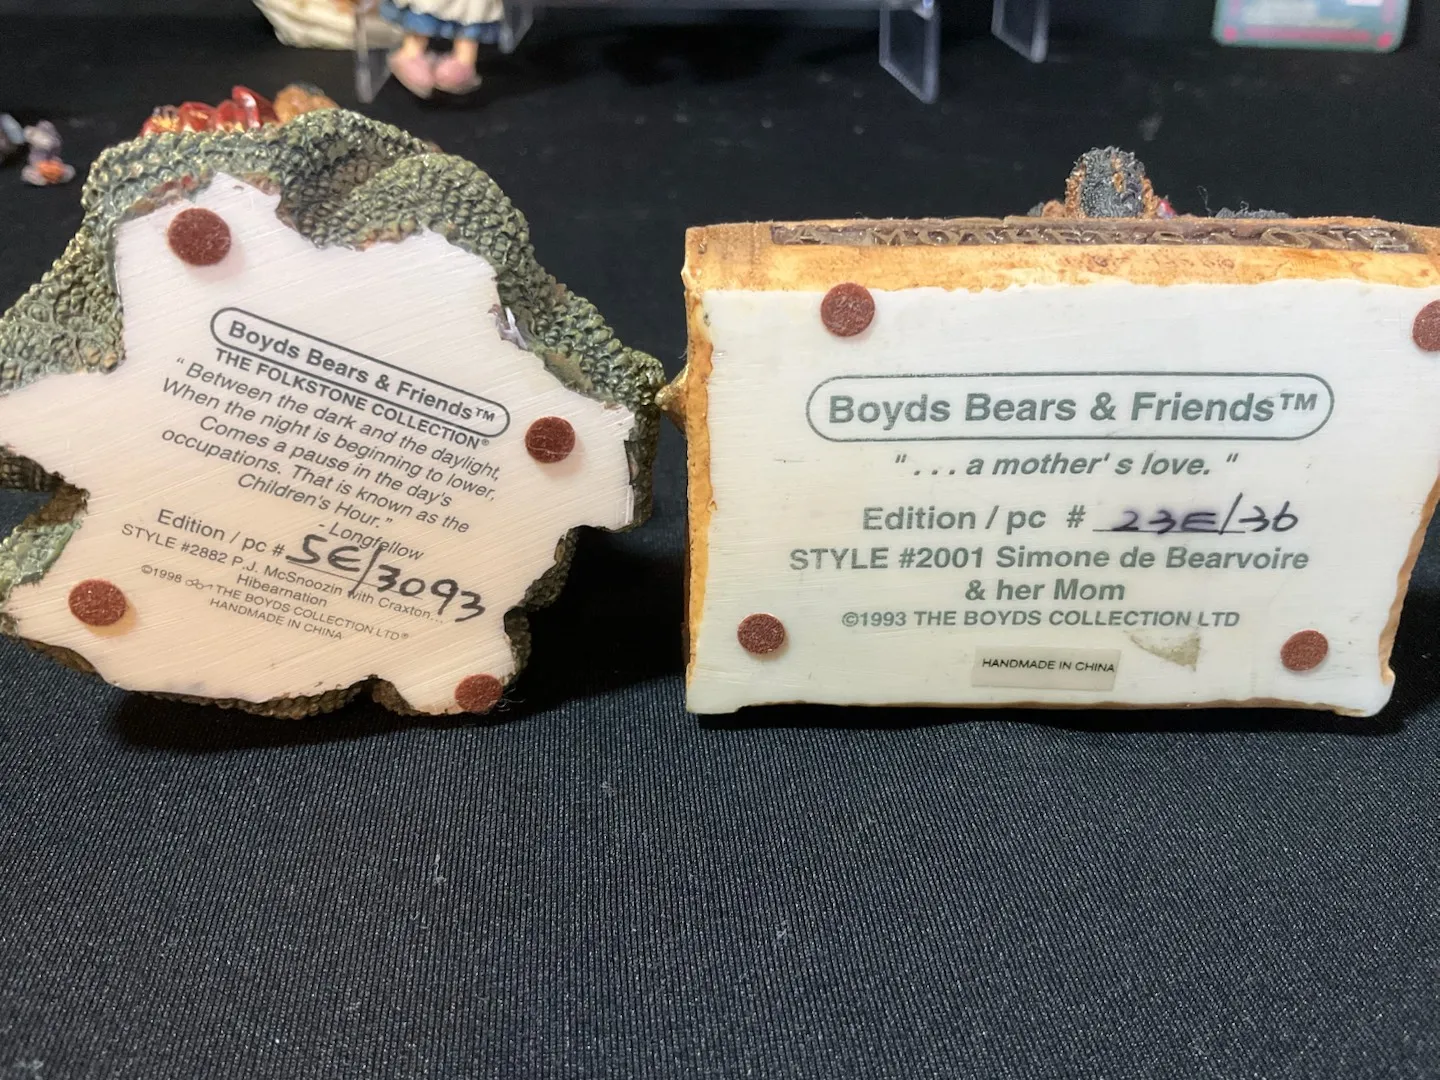 Boyds Bears & Friends™
THE FOLKSTONE COLLECTION®
“ Between the dark and the daylight,
When the night is beginning to lower,
Comes a pause in the day's
occupations. That is known as the
Children's Hour.”
- Longfellow
Edition / pc # 5E/3093
STYLE #2882 P.J. McSnoozin with Craxton...
Hibearnation
©1998 THE BOYDS COLLECTION LTD®
HANDMADE IN CHINA
Boyds Bears & Friends™
" . . . a mother' s love. "
Edition / pc # 23E/36
STYLE #2001 Simone de Bearvoire
& her Mom
©1993 THE BOYDS COLLECTION LTD
HANDMADE IN CHINA